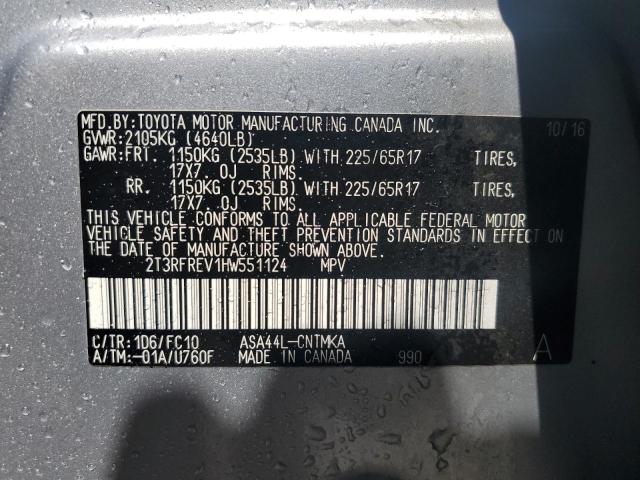 MFD.BY:TOYOTA MOTOR MANUFACTURING CANADA INC. 10/16
GVWR:2105KG (4640LB)
GAWR:FRT. 1150KG (2535LB) WITH 225/65R17 TIRES,
17X7.0J RIMS.
RR. 1150KG (2535LB) WITH 225/65R17 TIRES,
17X7.0J RIMS.
THIS VEHICLE CONFORMS TO ALL APPLICABLE FEDERAL MOTOR
VEHICLE SAFETY AND THEFT PREVENTION STANDARDS IN EFFECT ON
THE DATE OF MANUFACTURE SHOWN ABOVE.
2T3RFREV1HW551124 MPV
C/TR:1D6/FC10 ASA44L-CNTMKA
A/TM:-01A/U760F MADE IN CANADA 990 A